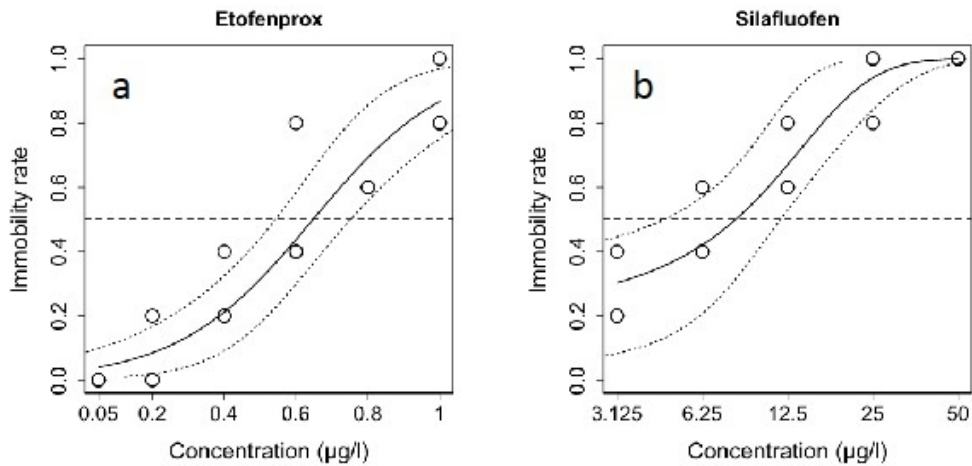 Etofenprox
a
Immobility rate
1.0
0.8
0.6
0.4
0.2
0.0
0.05 0.2 0.4 0.6 0.8 1
Concentration (µg/l)
Silafluofen
b
Immobility rate
1.0
0.8
0.6
0.4
0.2
0.0
3.125 6.25 12.5 25 50
Concentration (µg/l)